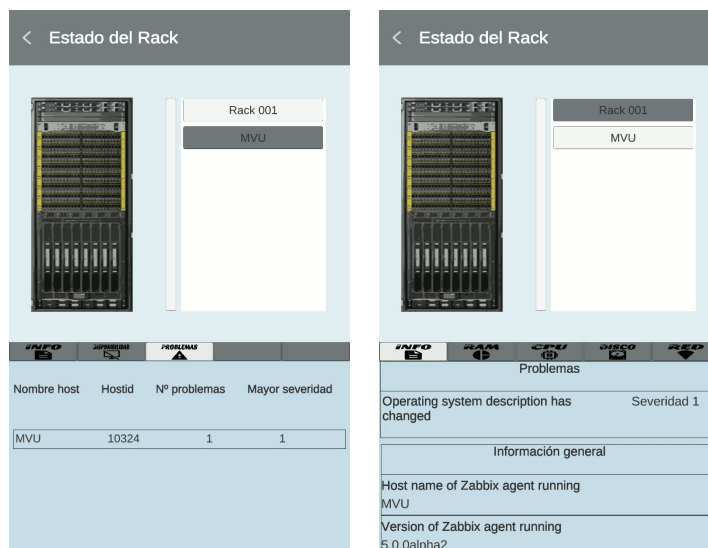 < Estado del Rack
Rack 001
MVU
INFO DISPONIBILIDAD PROBLEMAS
Nombre host Hostid Nº problemas Mayor severidad
MVU 10324 1 1
< Estado del Rack
Rack 001
MVU
INFO RAM CPU DISCO RED
Problemas
Operating system description has Severidad 1
changed
Información general
Host name of Zabbix agent running
MVU
Version of Zabbix agent running
5.0.0alpha2